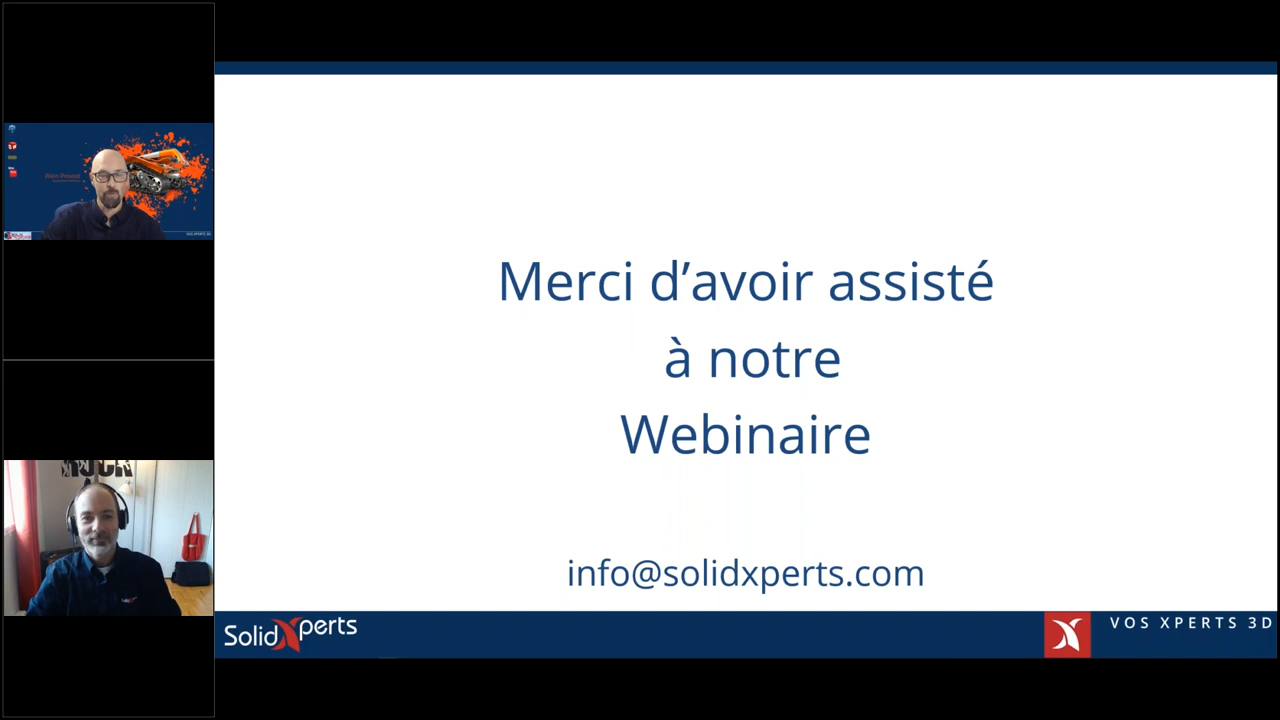 Merci d’avoir assisté
à notre
Webinaire
info@solidxperts.com
SolidXperts
VOS XPERTS 3D